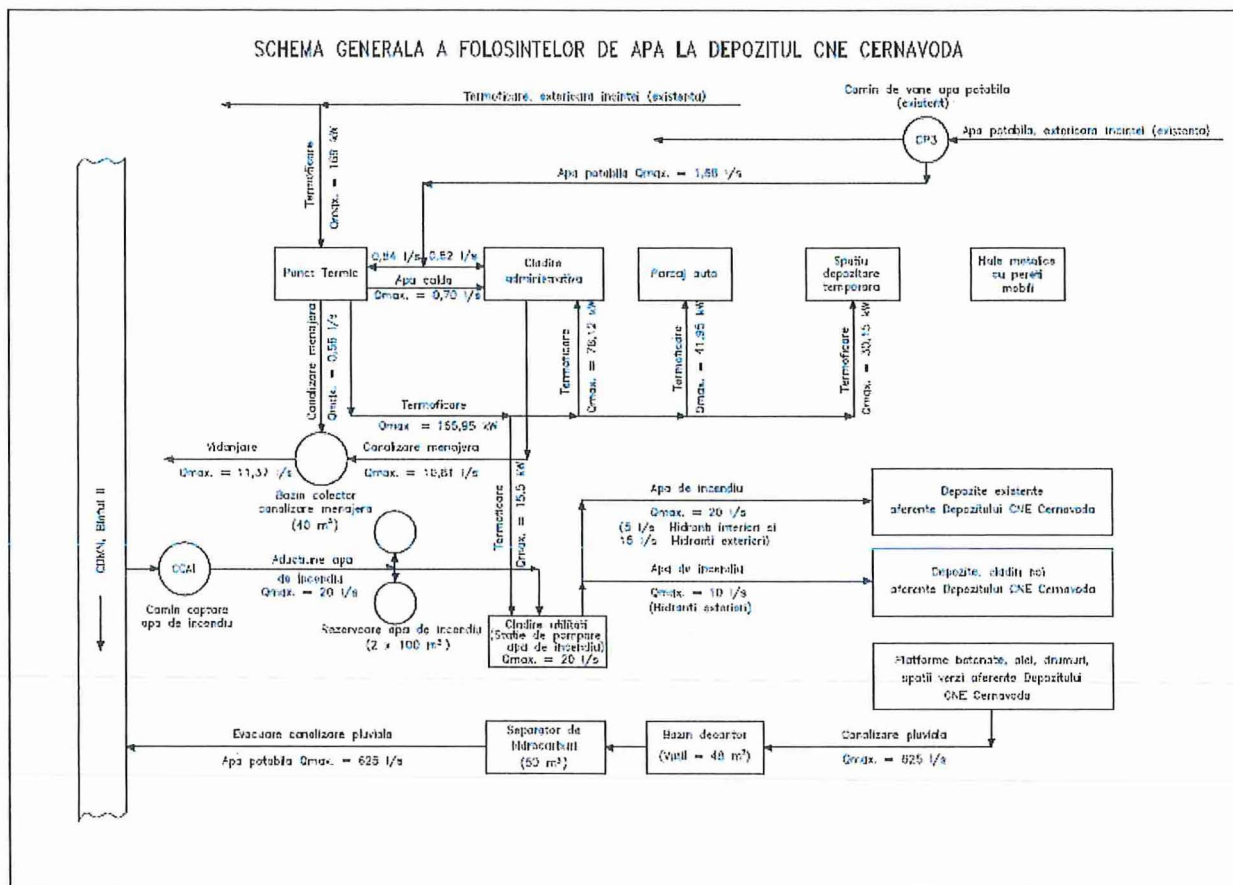 SCHEMA GENERALA A FOLOSINTELOR DE APA LA DEPOZITUL CNE CERNAVODA
Termoficare, exterioara incintei (existenta)
Camin de vane apa potabila
(existent)
CP3
Apa potabila, exterioara incintei (existenta)
Termoficare
Qmax. = 168 kW
Apa potabila Qmax. = 1,66 l/s
Punct Termic
0,84 l/s
0,82 l/s
Apa calda
Qmax. = 0,70 l/s
Cladire
administrativa
Parcaj auto
Spatiu
depozitare
temporara
Hale metalice
cu pereti
mobili
Canalizare menajera
Qmax. = 0,56 l/s
Termoficare
Qmax. = 78,12 kW
Termoficare
Qmax. = 41,95 kW
Termoficare
Qmax. = 30,15 kW
Termoficare
Qmax = 165,95 kW
Vidanjare
Qmax. = 11,37 l/s
Canalizare menajera
Qmax. = 10,81 l/s
Bazin colector
canalizare menajera
(40 m³)
Termoficare
Qmax. = 15,5 kW
Apa de incendiu
Qmax. = 20 l/s
(5 l/s Hidranti interiori si
15 l/s Hidranti exteriori)
Depozite existente
aferente Depozitului CNE Cernavoda
CDMN, Bieful II
CCAI
Camin captare
apa de incendiu
Aductiune apa
de incendiu
Qmax. = 20 l/s
Rezervoare apa de incendiu
(2 x 100 m³)
Cladire utilitati
(Statie de pompare
apa de incendiu)
Qmax. = 20 l/s
Apa de incendiu
Qmax. = 10 l/s
(Hidranti exteriori)
Depozite, cladiri noi
aferente Depozitului CNE Cernavoda
Platforme betonate, alei, drumuri,
spatii verzi aferente Depozitului
CNE Cernavoda
Evacuare canalizare pluviala
Apa potabila Qmax. = 625 l/s
Separator de
hidrocarburi
(50 m³)
Bazin decantor
(Vutil = 48 m³)
Canalizare pluviala
Qmax. = 625 l/s